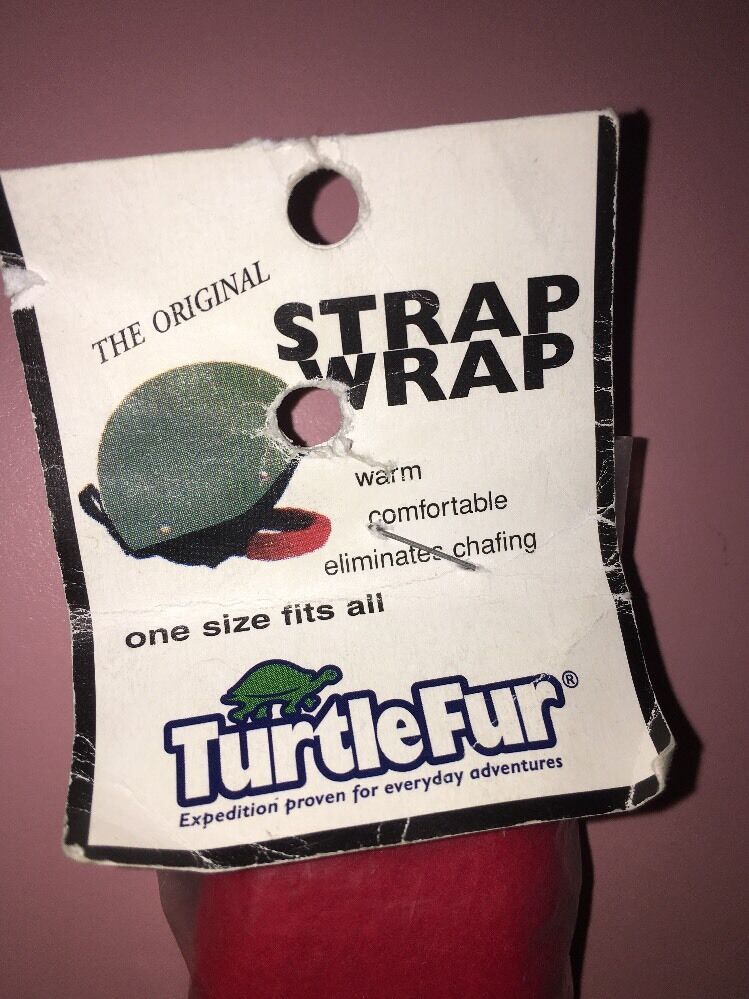 THE ORIGINAL
STRAP
WRAP
warm
comfortable
eliminates chafing
one size fits all
TurtleFur®
Expedition proven for everyday adventures